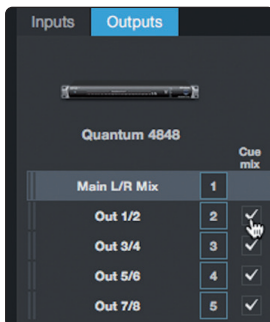 Inputs Outputs
Quantum 4848
Cue
mix
Main L/R Mix 1
Out 1/2 2
Out 3/4 3
Out 5/6 4
Out 7/8 5